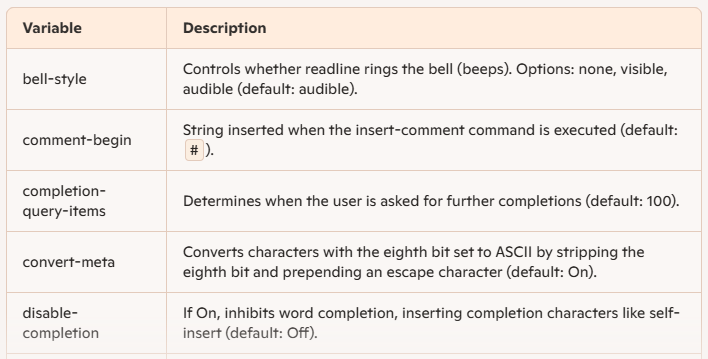 Variable Description
bell-style
Controls whether readline rings the bell (beeps). Options: none, visible,
audible (default: audible).
comment-begin
String inserted when the insert-comment command is executed (default:
# ).
completion-
query-items
Determines when the user is asked for further completions (default: 100).
convert-meta
Converts characters with the eighth bit set to ASCII by stripping the
eighth bit and prepending an escape character (default: On).
disable-
completion
If On, inhibits word completion, inserting completion characters like self-
insert (default: Off).